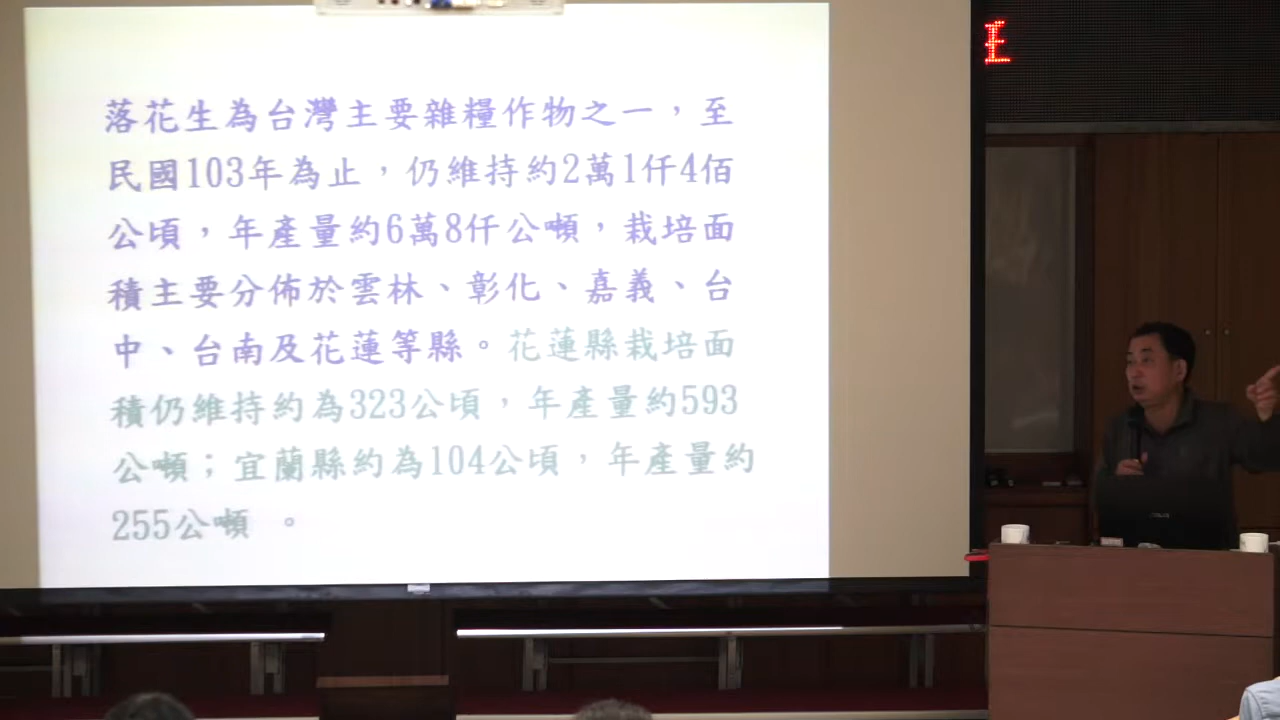 落花生為台灣主要雜糧作物之一，至
民國103年為止，仍維持約2萬1仟4佰
公頃，年產量約6萬8仟公噸，栽培面
積主要分佈於雲林、彰化、嘉義、台
中、台南及花蓮等縣。花蓮縣栽培面
積仍維持約為323公頃，年產量約593
公噸；宜蘭縣約為104公頃，年產量約
255公噸 。